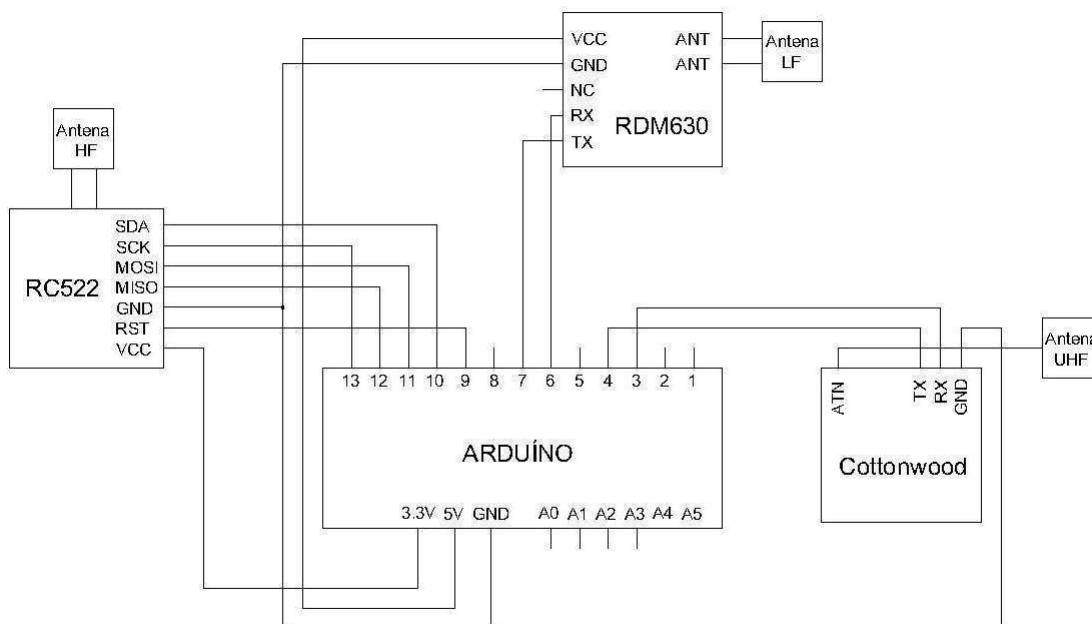 VCC ANT
GND ANT
NC
RX
TX
RDM630
Antena
LF
Antena
HF
SDA
SCK
MOSI
MISO
GND
RST
VCC
RC522
13 12 11 10 9 8 7 6 5 4 3 2 1
ARDUÍNO
3.3V 5V GND A0 A1 A2 A3 A4 A5
Antena
UHF
ATN TX RX GND
Cottonwood